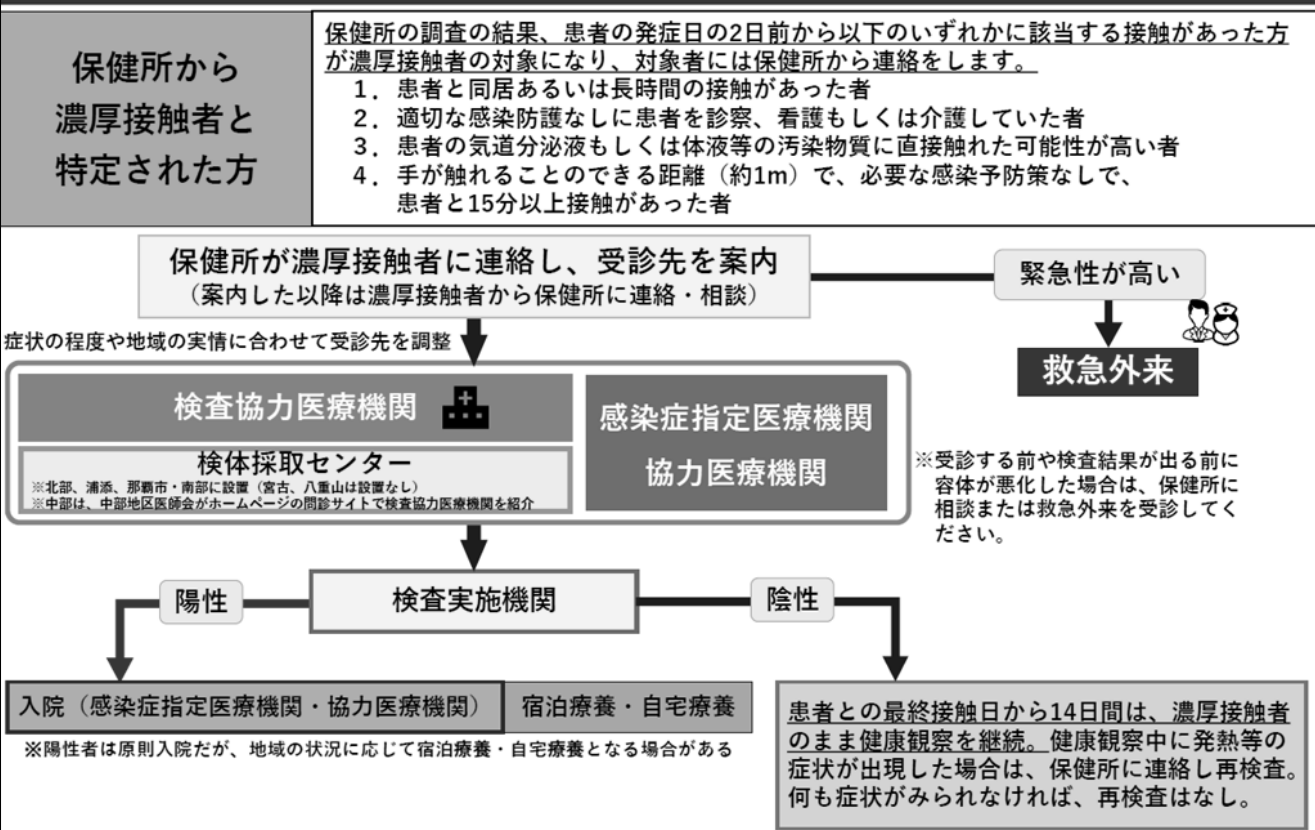 保健所から
濃厚接触者と
特定された方
保健所の調査の結果、患者の発症日の2日前から以下のいずれかに該当する接触があった方
が濃厚接触者の対象になり、対象者には保健所から連絡をします。
1．患者と同居あるいは長時間の接触があった者
2．適切な感染防護なしに患者を診察、看護もしくは介護していた者
3．患者の気道分泌液もしくは体液等の汚染物質に直接触れた可能性が高い者
4．手が触れることのできる距離（約1m）で、必要な感染予防策なしで、
患者と15分以上接触があった者
保健所が濃厚接触者に連絡し、受診先を案内
（案内した以降は濃厚接触者から保健所に連絡・相談）
緊急性が高い
救急外来
症状の程度や地域の実情に合わせて受診先を調整
検査協力医療機関
検体採取センター
※北部、浦添、那覇市・南部に設置（宮古、八重山は設置なし）
※中部は、中部地区医師会がホームページの問診サイトで検査協力医療機関を紹介
感染症指定医療機関
協力医療機関
※受診する前や検査結果が出る前に
容体が悪化した場合は、保健所に
相談または救急外来を受診してく
ださい。
陽性
検査実施機関
陰性
入院（感染症指定医療機関・協力医療機関）
宿泊療養・自宅療養
※陽性者は原則入院だが、地域の状況に応じて宿泊療養・自宅療養となる場合がある
患者との最終接触日から14日間は、濃厚接触者
のまま健康観察を継続。健康観察中に発熱等の
症状が出現した場合は、保健所に連絡し再検査。
何も症状がみられなければ、再検査はなし。